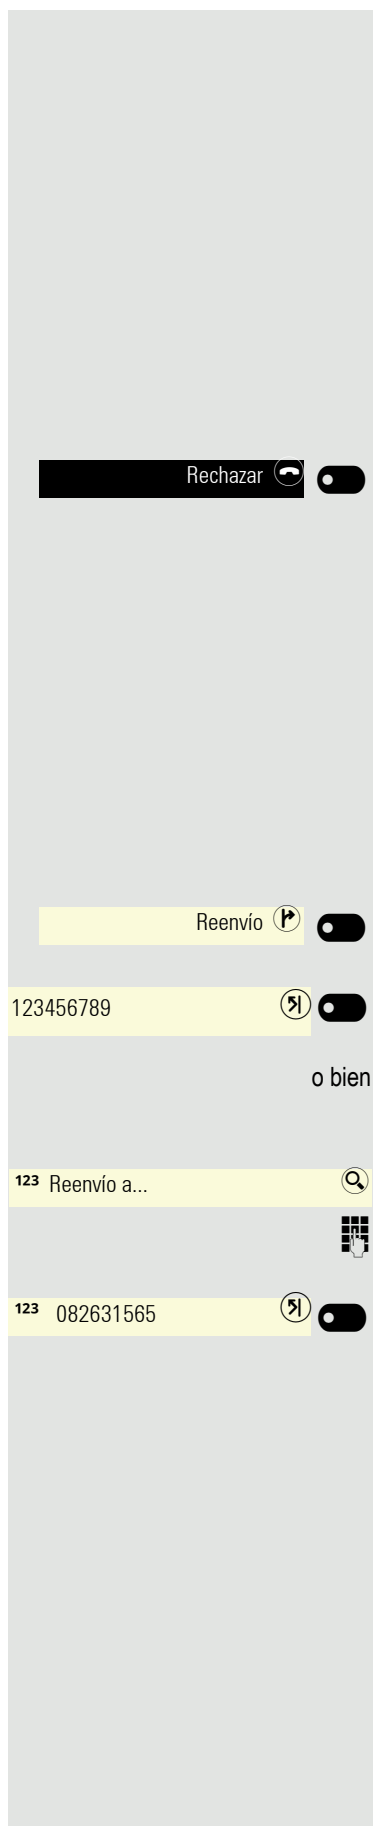 Rechazar
Reenvío
123456789
o bien
123 Reenvío a...
123 082631565